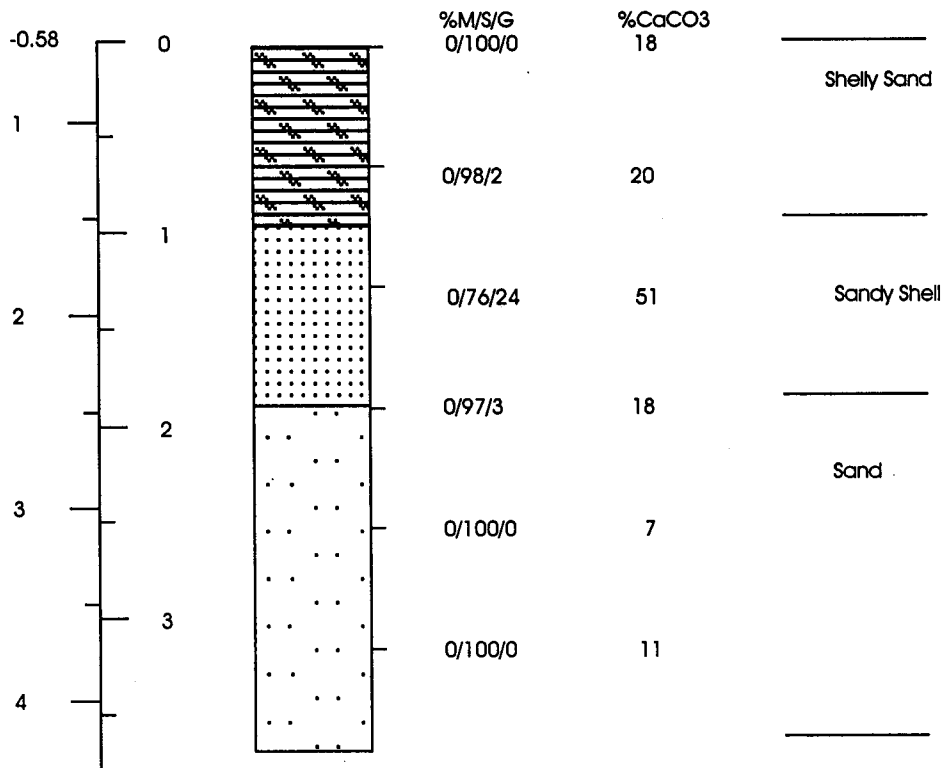 %M/S/G %CaCO3
-0.58 0 0/100/0 18
Shelly Sand
1
0/98/2 20
1
0/76/24 51 Sandy Shell
2
0/97/3 18
2
Sand
3
0/100/0 7
3
0/100/0 11
4